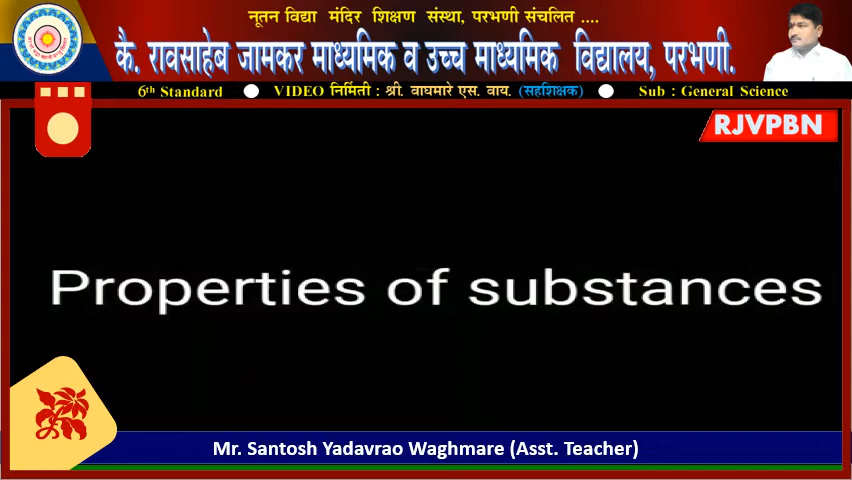 नूतन विद्या मंदिर शिक्षण संस्था, परभणी संचलित ....
कै. रावसाहेब जामकर माध्यमिक व उच्च माध्यमिक विद्यालय, परभणी.
6th Standard ● VIDEO निर्मिती : श्री. वाघमारे एस. वाय. (सहशिक्षक) ● Sub : General Science
RJVPBN
Properties of substances
Mr. Santosh Yadavrao Waghmare (Asst. Teacher)